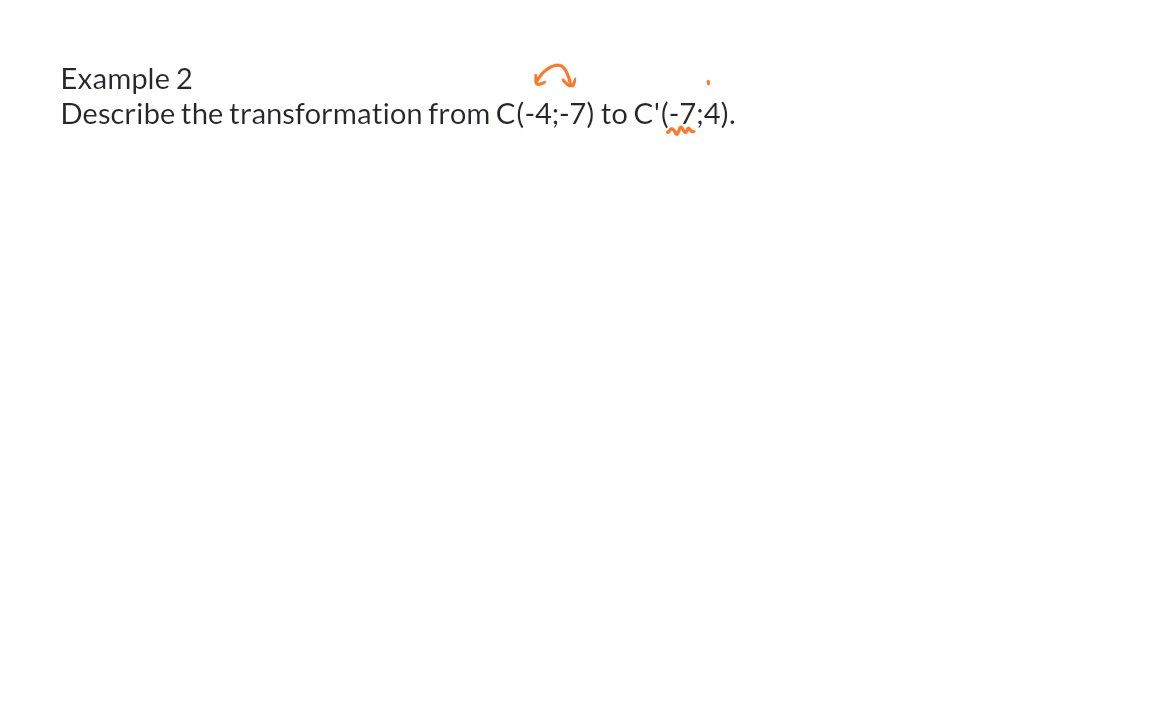 Example 2
Describe the transformation from C(-4;-7) to C'(-7;4).